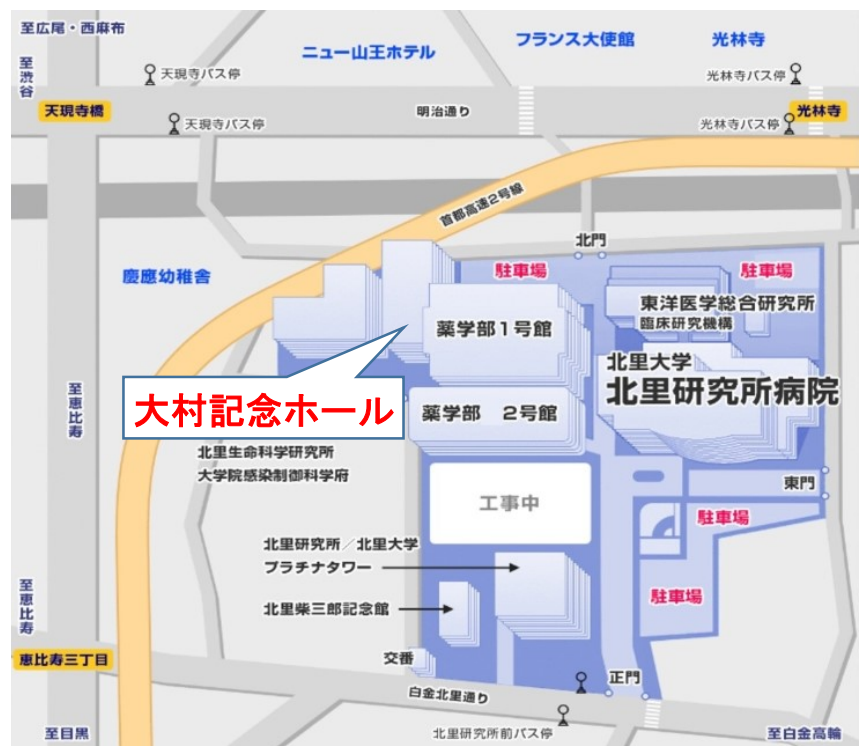 至広尾・西麻布
フランス大使館
光林寺
ニュー山王ホテル
至渋谷
天現寺バス停
光林寺バス停
天現寺橋
明治通り
光林寺
天現寺バス停
光林寺バス停
首都高速2号線
北門
慶應幼稚舎
駐車場
駐車場
東洋医学総合研究所
臨床研究機構
薬学部1号館
北里大学
北里研究所病院
至恵比寿
大村記念ホール
薬学部 2号館
北里生命科学研究所
大学院感染制御科学府
東門
工事中
駐車場
北里研究所/北里大学
プラチナタワー
駐車場
北里柴三郎記念館
至恵比寿
恵比寿三丁目
交番
正門
白金北里通り
至目黒
北里研究所前バス停
至白金高輪